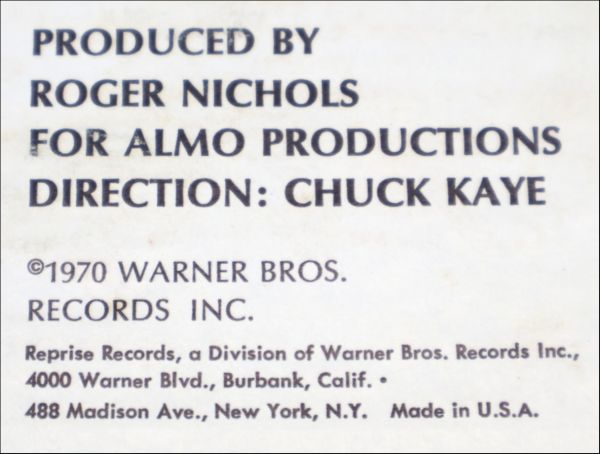 PRODUCED BY
ROGER NICHOLS
FOR ALMO PRODUCTIONS
DIRECTION: CHUCK KAYE
©1970 WARNER BROS.
RECORDS INC.
Reprise Records, a Division of Warner Bros. Records Inc.,
4000 Warner Blvd., Burbank, Calif. •
488 Madison Ave., New York, N.Y. Made in U.S.A.